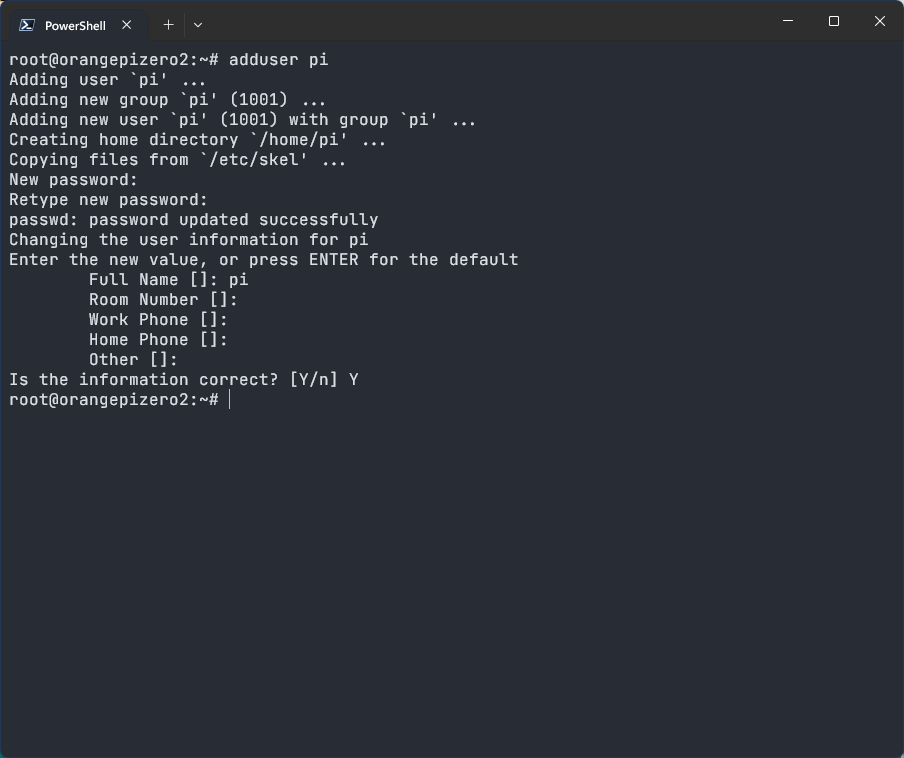 PowerShell
root@orangepizero2:~# adduser pi
Adding user `pi' ...
Adding new group `pi' (1001) ...
Adding new user `pi' (1001) with group `pi' ...
Creating home directory `/home/pi' ...
Copying files from `/etc/skel' ...
New password:
Retype new password:
passwd: password updated successfully
Changing the user information for pi
Enter the new value, or press ENTER for the default
        Full Name []: pi
        Room Number []:
        Work Phone []:
        Home Phone []:
        Other []:
Is the information correct? [Y/n] Y
root@orangepizero2:~#